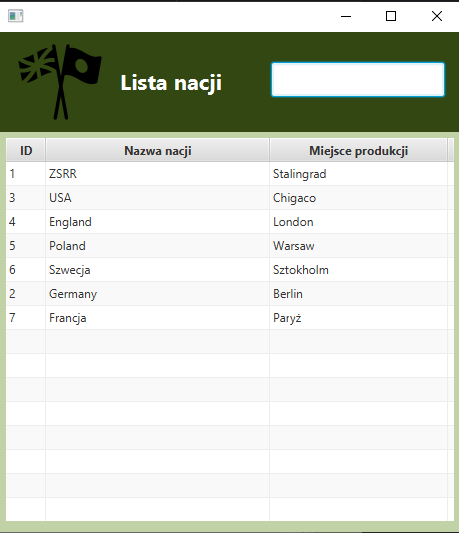 Lista nacji
ID Nazwa nacji Miejsce produkcji
1 ZSRR Stalingrad
3 USA Chigaco
4 England London
5 Poland Warsaw
6 Szwecja Sztokholm
2 Germany Berlin
7 Francja Paryż